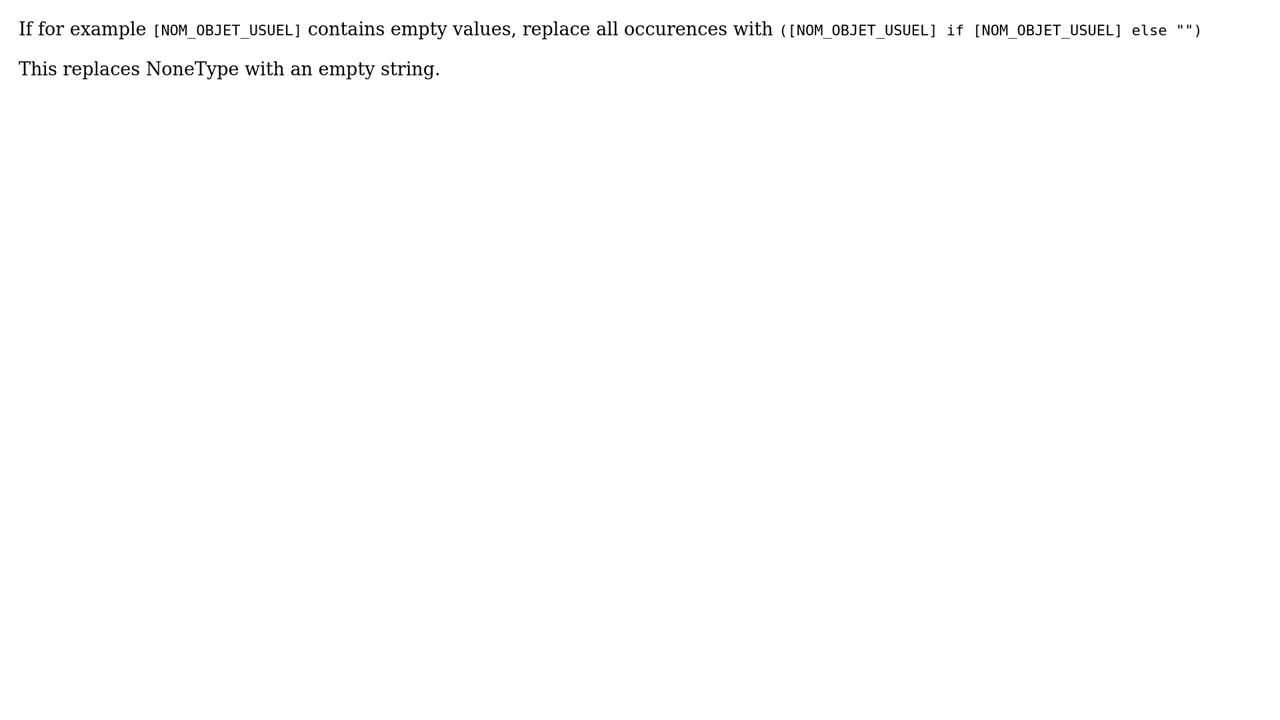 If for example [NOM_OBJET_USUEL] contains empty values, replace all occurences with ([NOM_OBJET_USUEL] if [NOM_OBJET_USUEL] else "")
This replaces NoneType with an empty string.